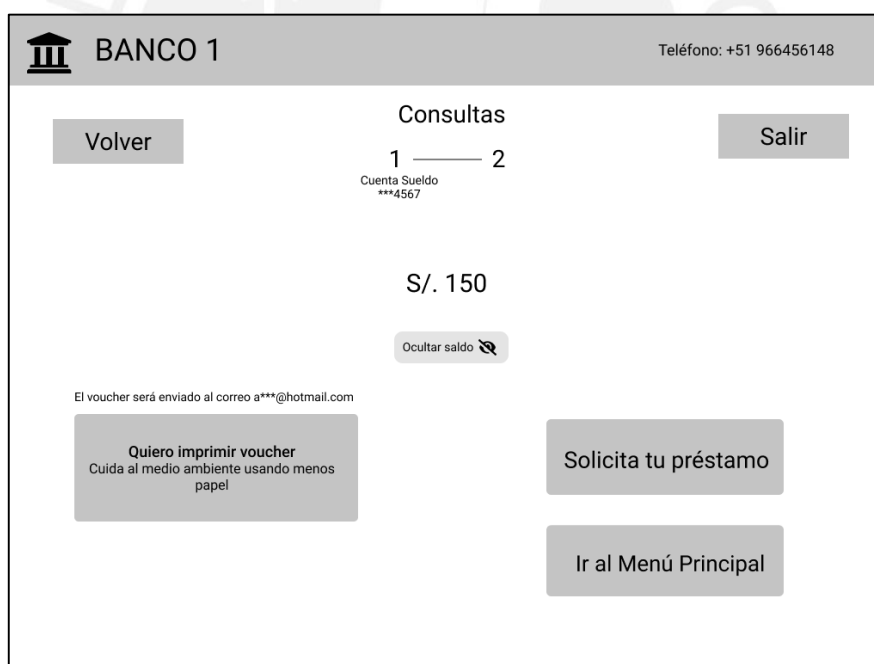 BANCO 1
Teléfono: +51 966456148
Volver
Consultas
Salir
1 2
Cuenta Sueldo
***4567
S/. 150
Ocultar saldo
El voucher será enviado al correo a***@hotmail.com
Quiero imprimir voucher
Cuida al medio ambiente usando menos
papel
Solicita tu préstamo
Ir al Menú Principal